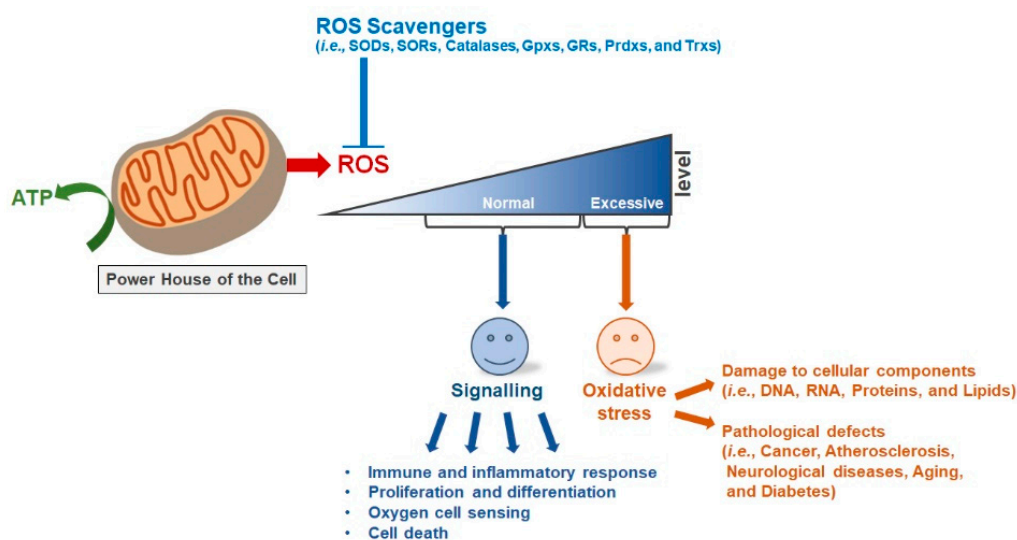 ROS Scavengers
(i.e., SODs, SORs, Catalases, Gpxs, GRs, Prdxs, and Trxs)
ROS
ATP
level
Normal
Excessive
Power House of the Cell
Signalling
Oxidative
stress
Damage to cellular components
(i.e., DNA, RNA, Proteins, and Lipids)
Pathological defects
(i.e., Cancer, Atherosclerosis,
Neurological diseases, Aging,
and Diabetes)
• Immune and inflammatory response
• Proliferation and differentiation
• Oxygen cell sensing
• Cell death